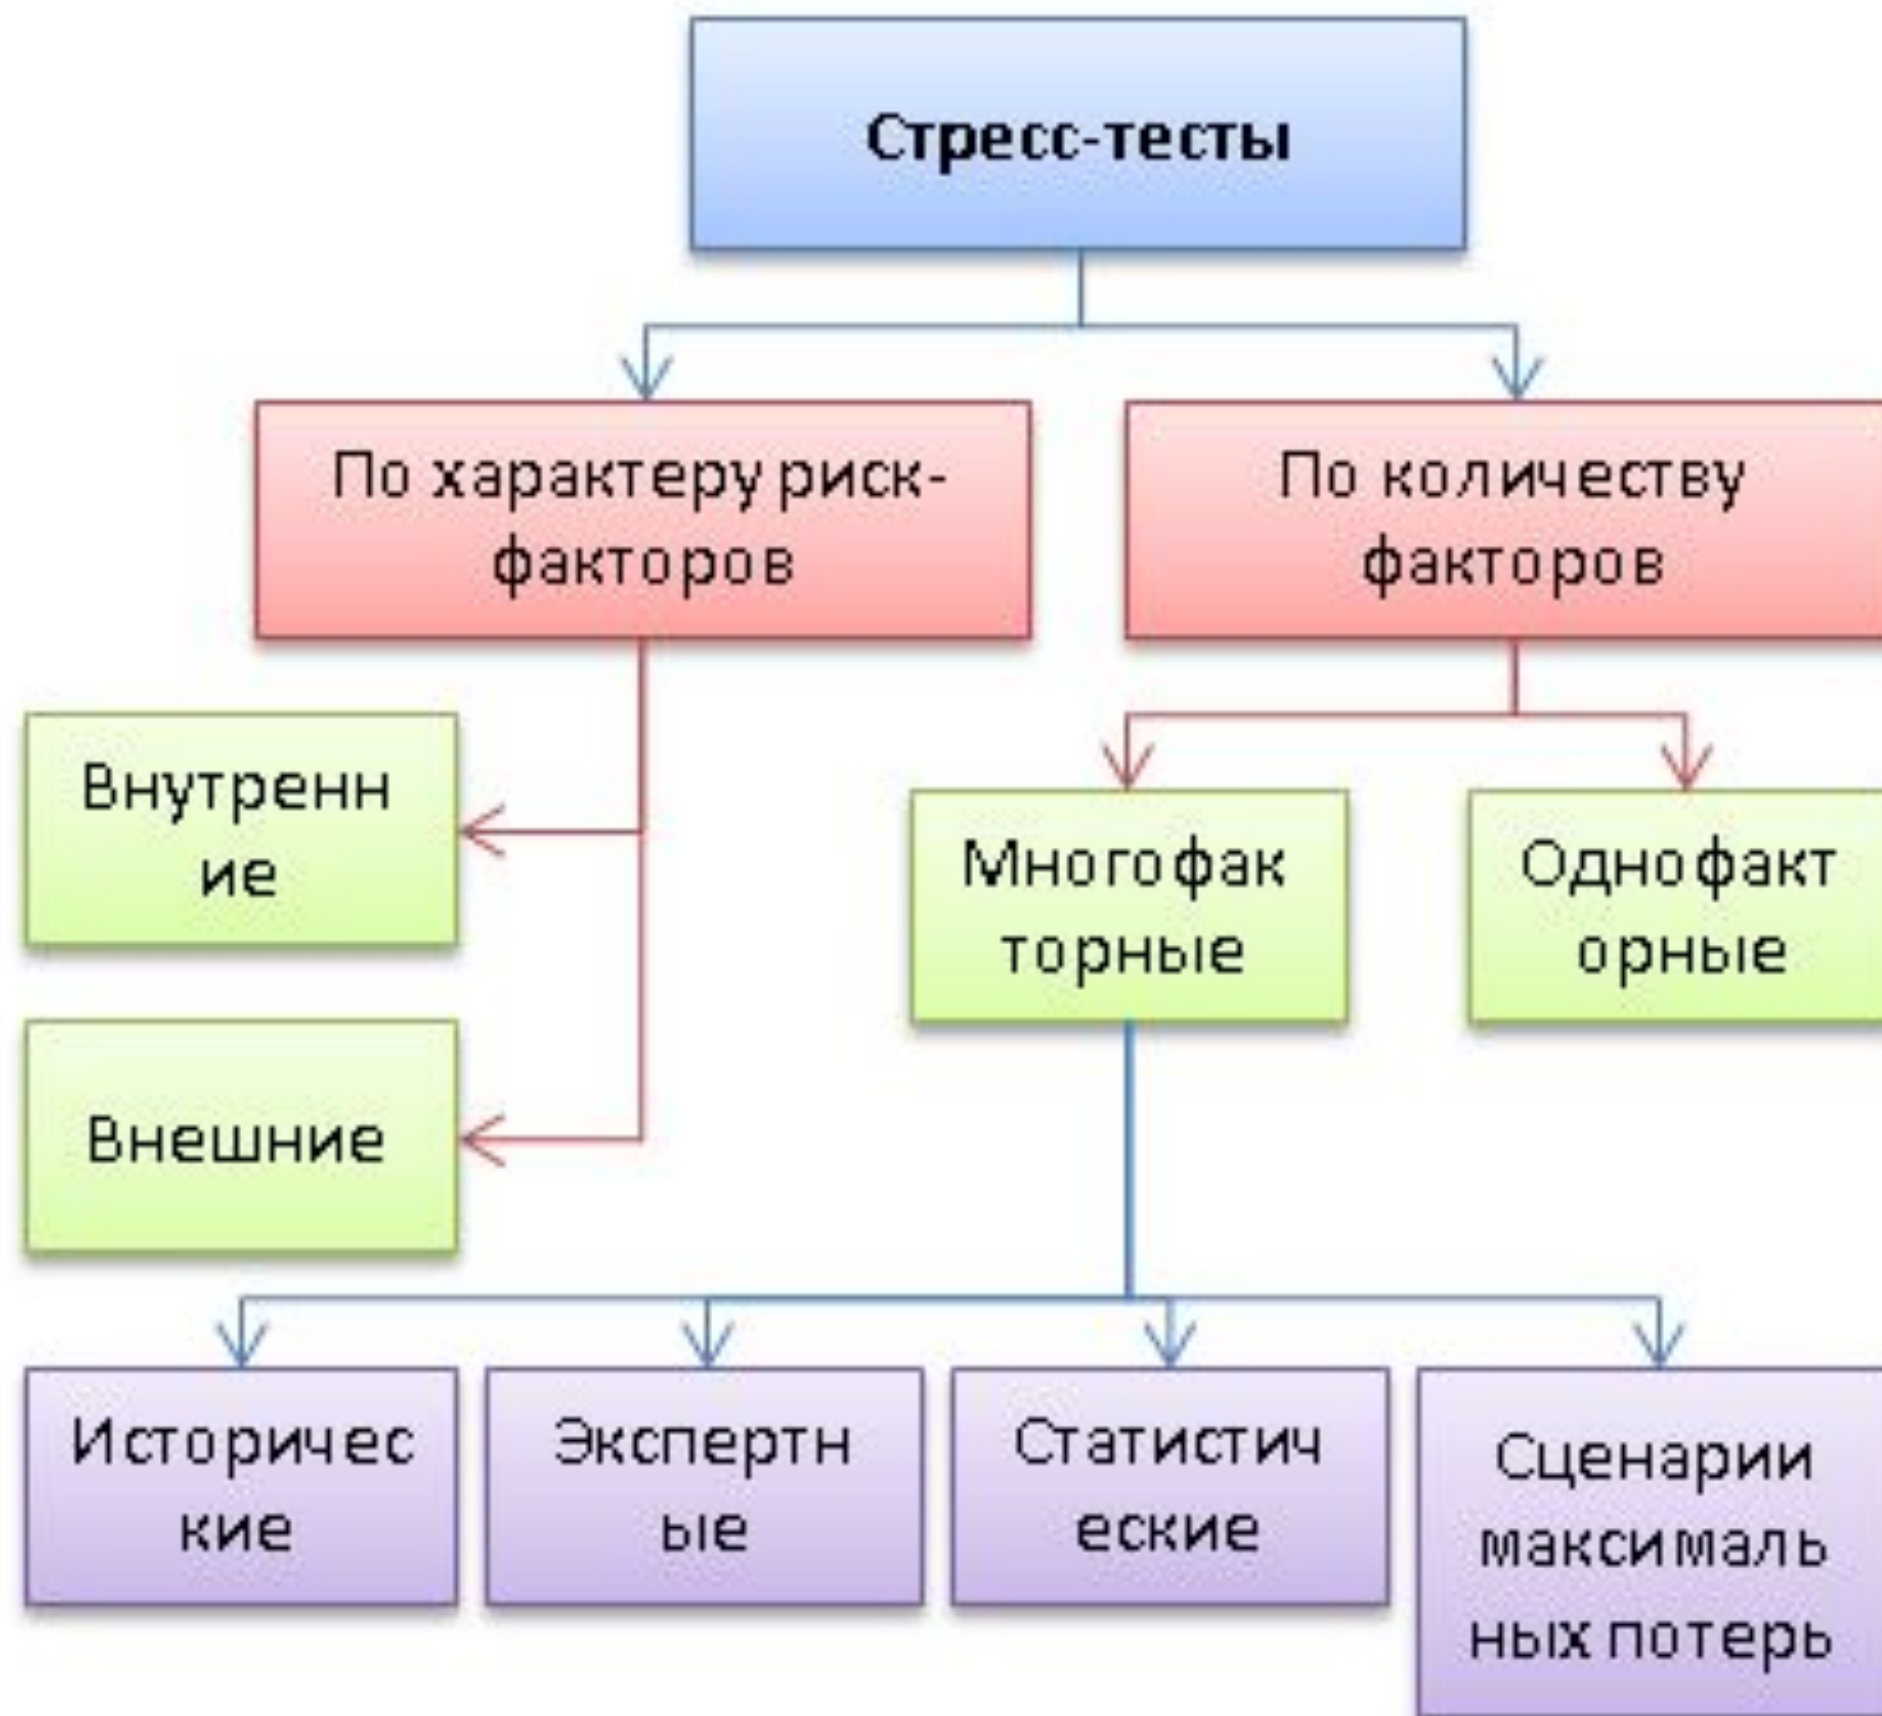 Стресс-тесты
По характеру риск-
факторов
По количеству
факторов
Внутренн
ие
Многофак
торные
Однофакт
орные
Внешние
Историчес
кие
Экспертн
ые
Статистич
еские
Сценарии
максималь
ных потерь